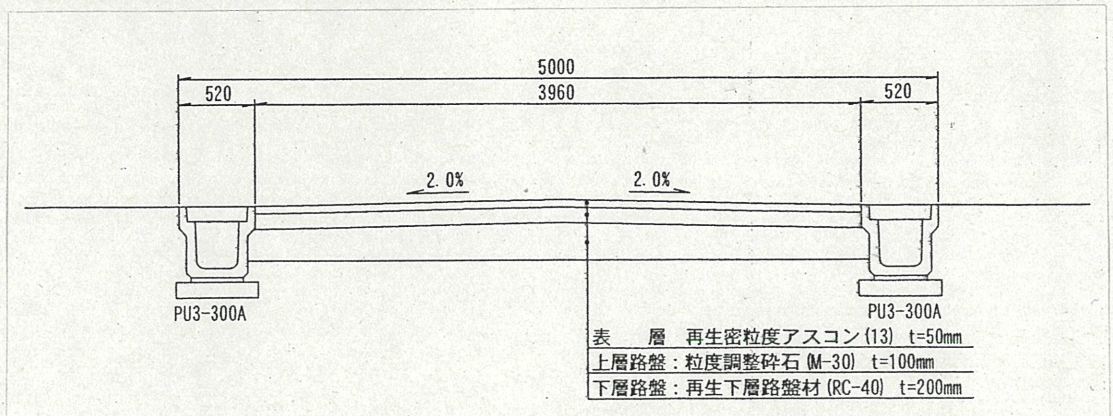 5000
520 3960 520
2.0% 2.0%
PU3-300A PU3-300A
表 層 再生密粒度アスコン(13) t=50mm
上層路盤:粒度調整砕石(M-30) t=100mm
下層路盤:再生下層路盤材(RC-40) t=200mm